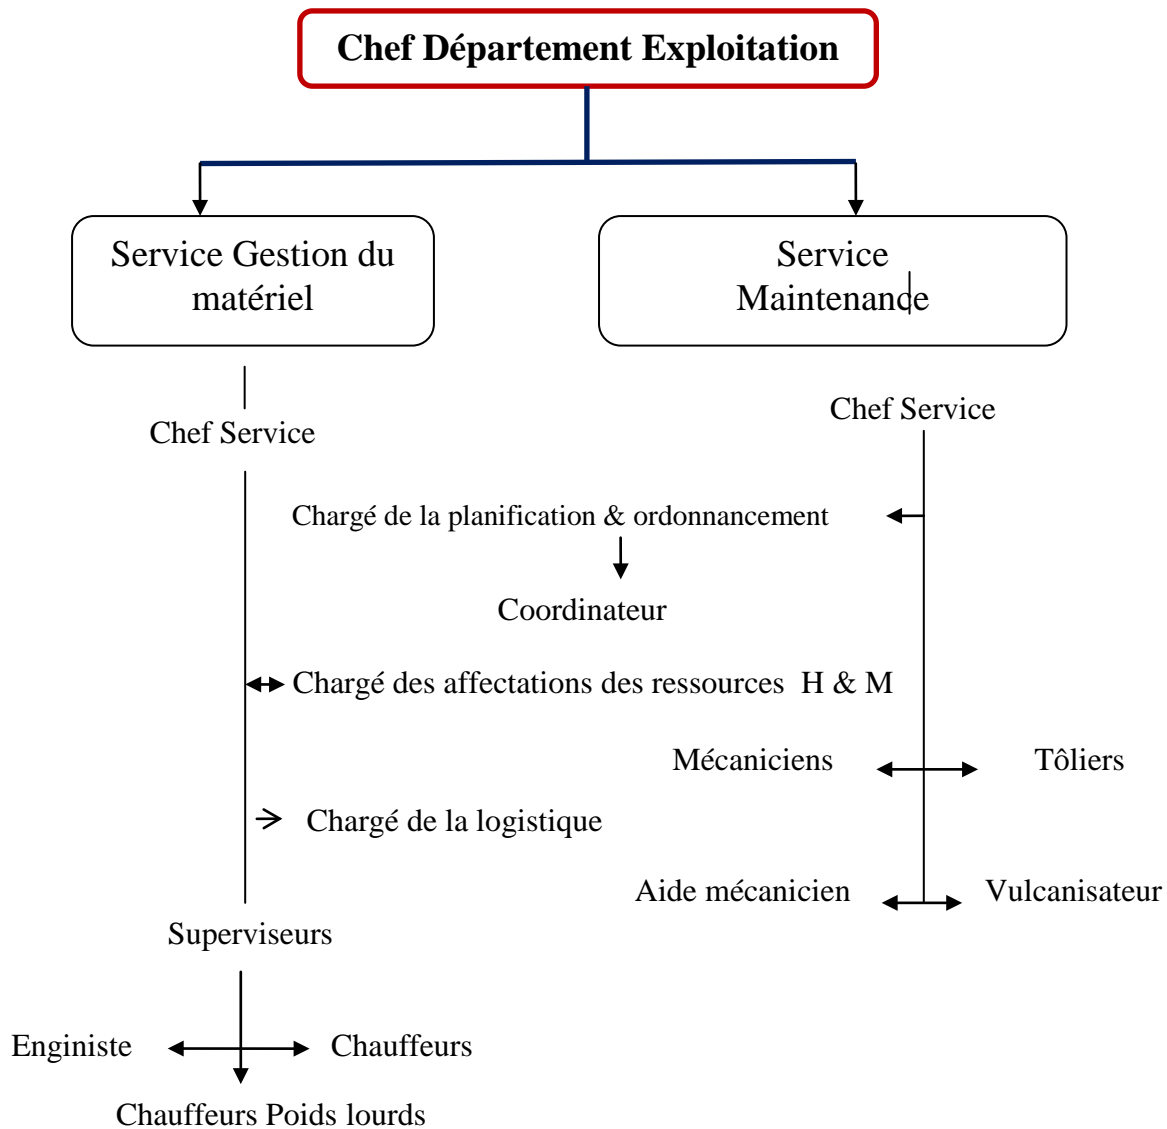 Chef Département Exploitation
Service Gestion du
matériel
Service
Maintenance
Chef Service
Chef Service
Chargé de la planification & ordonnancement
Coordinateur
Chargé des affectations des ressources H & M
Mécaniciens
Tôliers
Chargé de la logistique
Aide mécanicien
Vulcanisateur
Superviseurs
Enginiste
Chauffeurs
Chauffeurs Poids lourds